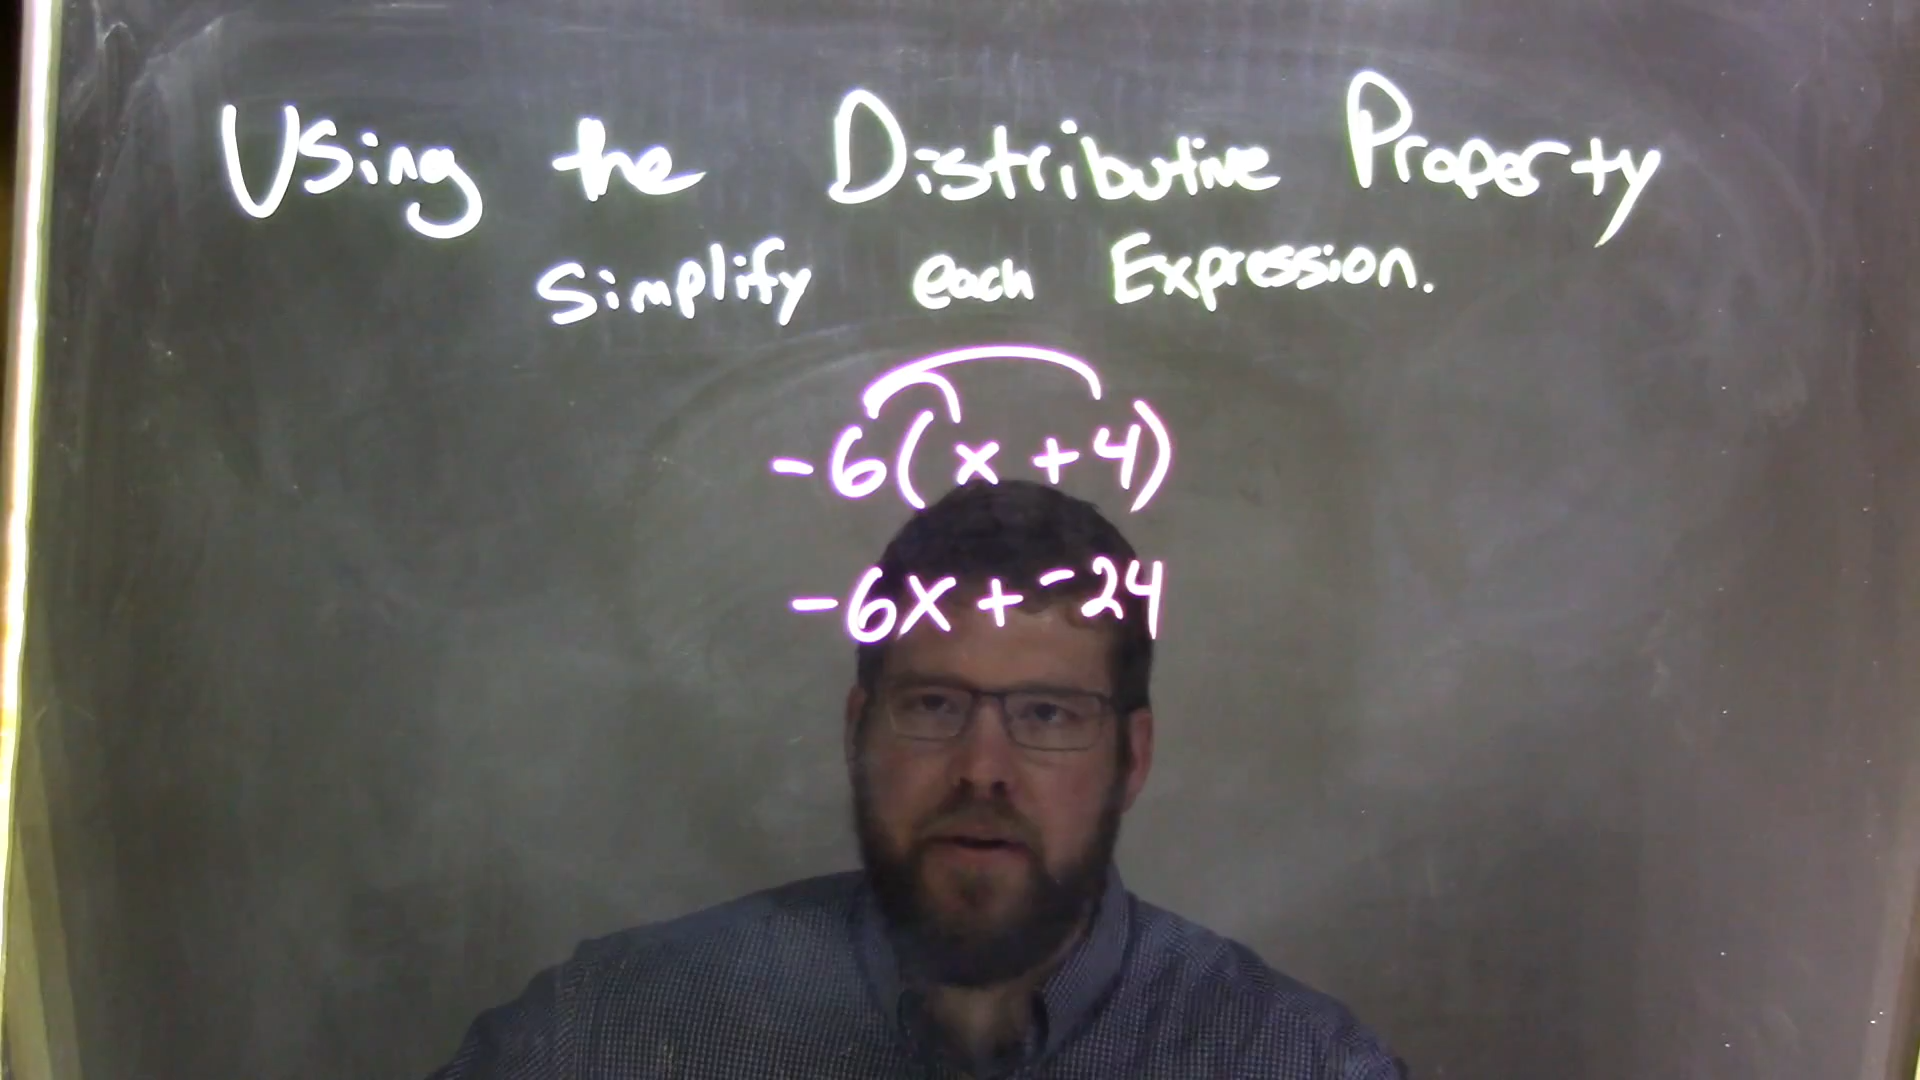 Using the Distributive Property
Simplify each Expression.
-6(x+4)
-6x+-24